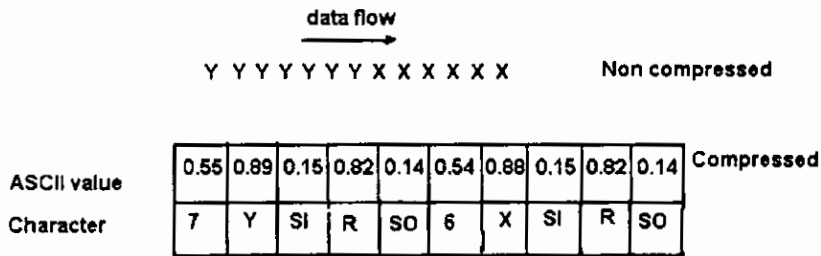 data flow
Y Y Y Y Y Y Y X X X X X X Non compressed
ASCII value 0.55 0.89 0.15 0.82 0.14 0.54 0.88 0.15 0.82 0.14 Compressed
Character 7 Y SI R SO 6 X SI R SO